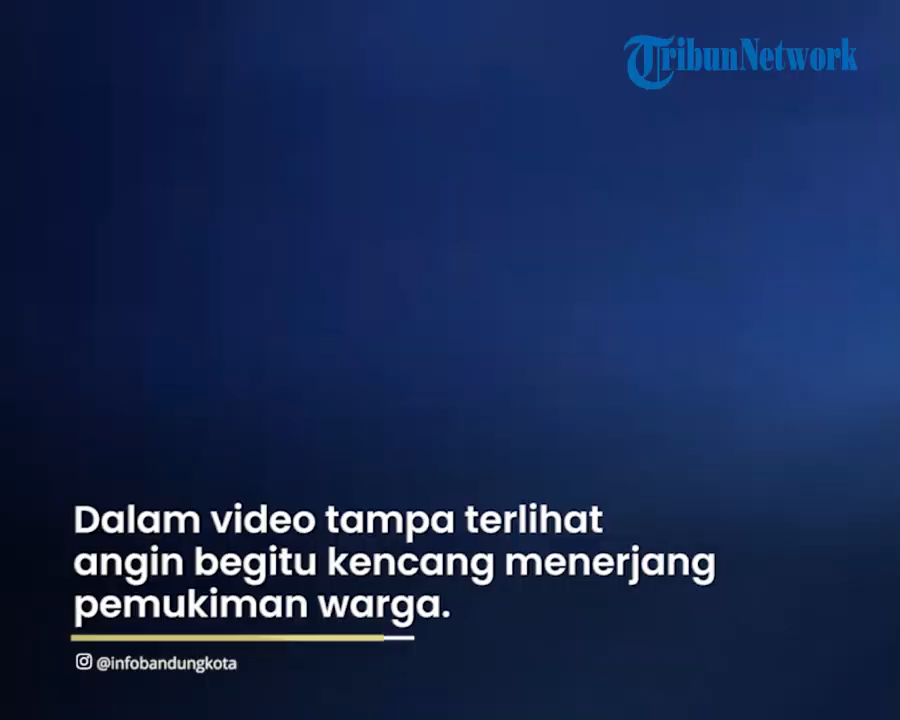 TribunNetwork
Dalam video tampa terlihat
angin begitu kencang menerjang
pemukiman warga.
@infobandungkota